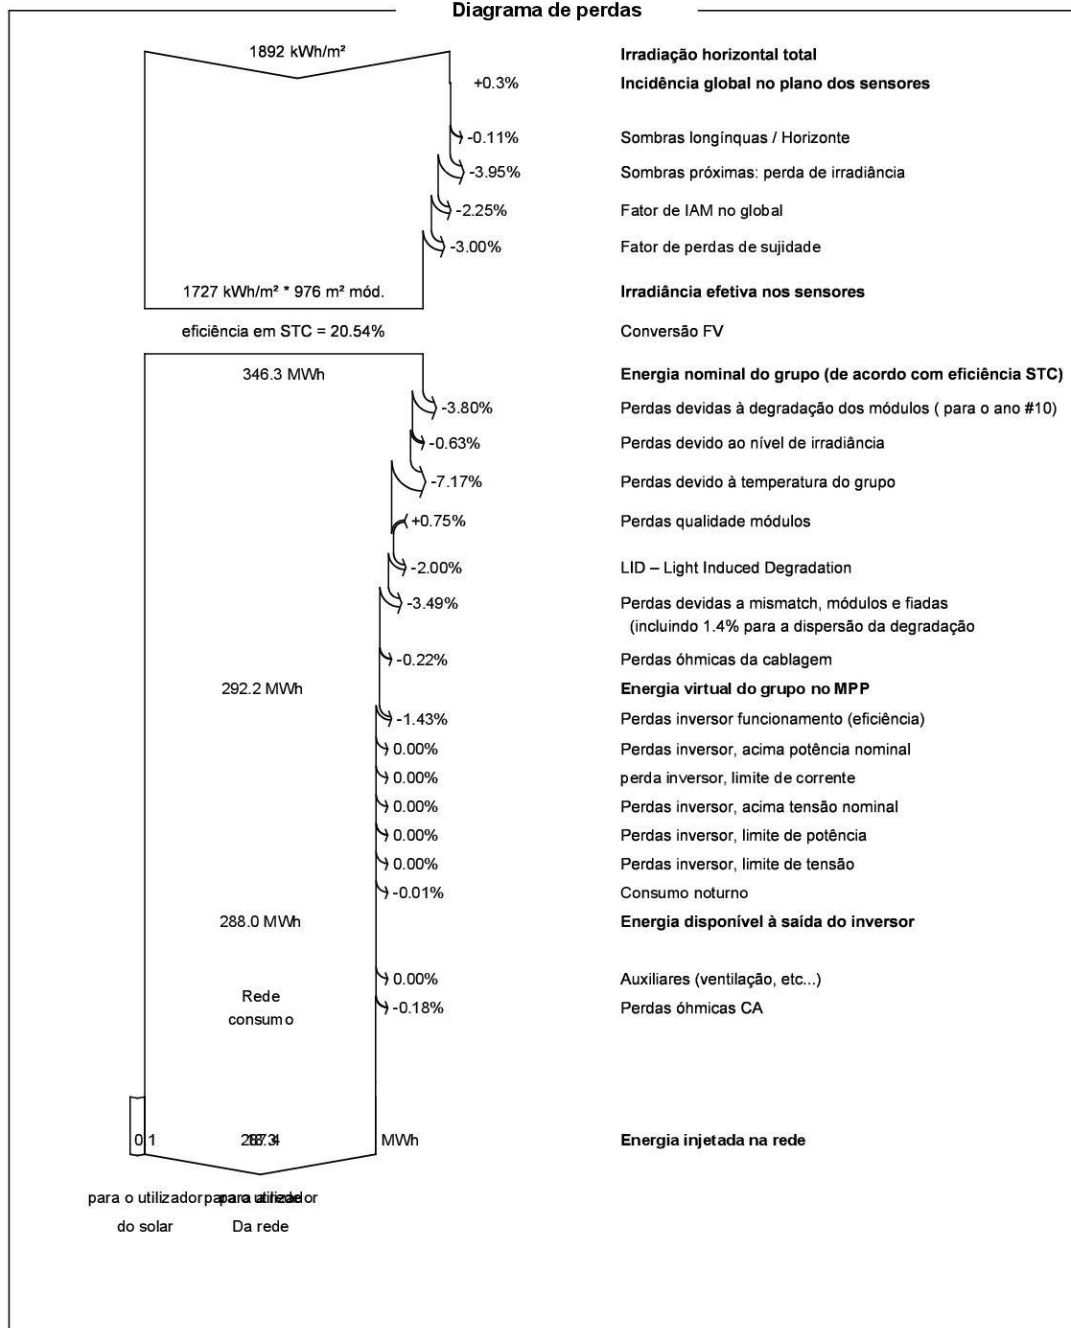 Diagrama de perdas
1892 kWh/m²
Irradiação horizontal total
+0.3%
Incidência global no plano dos sensores
-0.11%
Sombras longínquas / Horizonte
-3.95%
Sombras próximas: perda de irradiância
-2.25%
Fator de IAM no global
-3.00%
Fator de perdas de sujidade
1727 kWh/m² * 976 m² mód.
Irradiância efetiva nos sensores
eficiência em STC = 20.54%
Conversão FV
346.3 MWh
Energia nominal do grupo (de acordo com eficiência STC)
-3.80%
Perdas devidas à degradação dos módulos ( para o ano #10)
-0.63%
Perdas devido ao nível de irradiância
-7.17%
Perdas devido à temperatura do grupo
+0.75%
Perdas qualidade módulos
-2.00%
LID – Light Induced Degradation
-3.49%
Perdas devidas a mismatch, módulos e fiadas
(incluindo 1.4% para a dispersão da degradação
-0.22%
Perdas óhmicas da cablagem
292.2 MWh
Energia virtual do grupo no MPP
-1.43%
Perdas inversor funcionamento (eficiência)
0.00%
Perdas inversor, acima potência nominal
0.00%
perda inversor, limite de corrente
0.00%
Perdas inversor, acima tensão nominal
0.00%
Perdas inversor, limite de potência
0.00%
Perdas inversor, limite de tensão
-0.01%
Consumo noturno
288.0 MWh
Energia disponível à saída do inversor
0.00%
Auxiliares (ventilação, etc...)
Rede
consumo
-0.18%
Perdas óhmicas CA
0.1
MWh
Energia injetada na rede
para o utilizador
do solar
Da rede